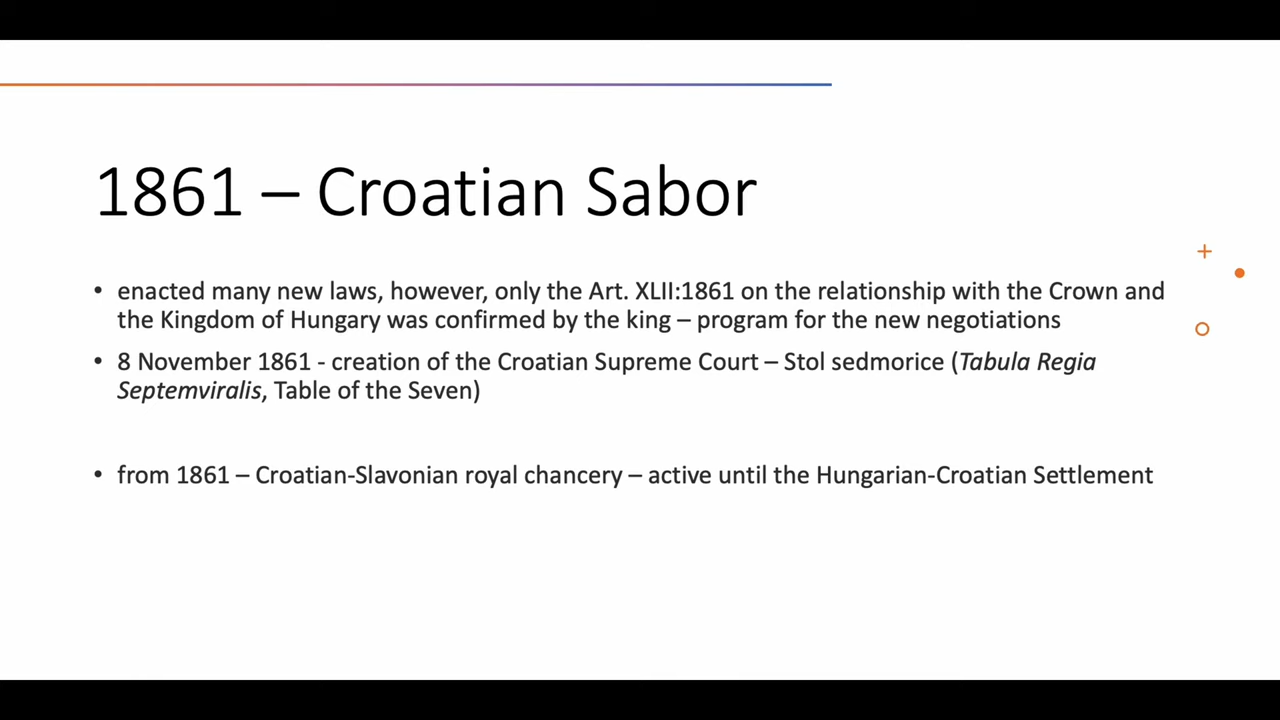 1861 – Croatian Sabor
• enacted many new laws, however, only the Art. XLII:1861 on the relationship with the Crown and
the Kingdom of Hungary was confirmed by the king – program for the new negotiations
• 8 November 1861 - creation of the Croatian Supreme Court – Stol sedmorice (Tabula Regia
Septemviralis, Table of the Seven)
• from 1861 – Croatian-Slavonian royal chancery – active until the Hungarian-Croatian Settlement